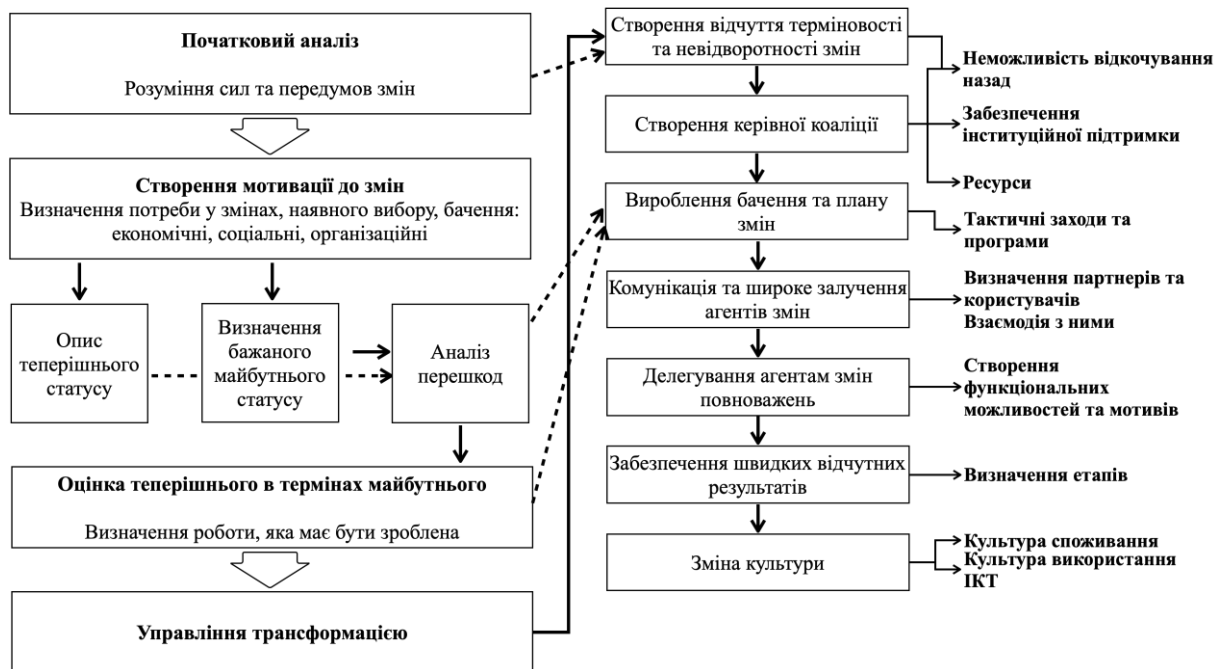 Початковий аналіз
Розуміння сил та передумов змін
Створення мотивації до змін
Визначення потреби у змінах, наявного вибору, бачення:
економічні, соціальні, організаційні
Опис
теперішнього
статусу
Визначення
бажаного
майбутнього
статусу
Аналіз
перешкод
Оцінка теперішнього в термінах майбутнього
Визначення роботи, яка має бути зроблена
Управління трансформацією
Створення відчуття терміновості
та невідворотності змін
Створення керівної коаліції
Вироблення бачення та плану
змін
Комунікація та широке залучення
агентів змін
Делегування агентам змін
повноважень
Забезпечення швидких відчутних
результатів
Зміна культури
Неможливість відкочування
назад
Забезпечення
інституційної підтримки
Ресурси
Тактичні заходи та
програми
Визначення партнерів та
користувачів
Взаємодія з ними
Створення
функціональних
можливостей та мотивів
Визначення етапів
Культура споживання
Культура використання
ІКТ